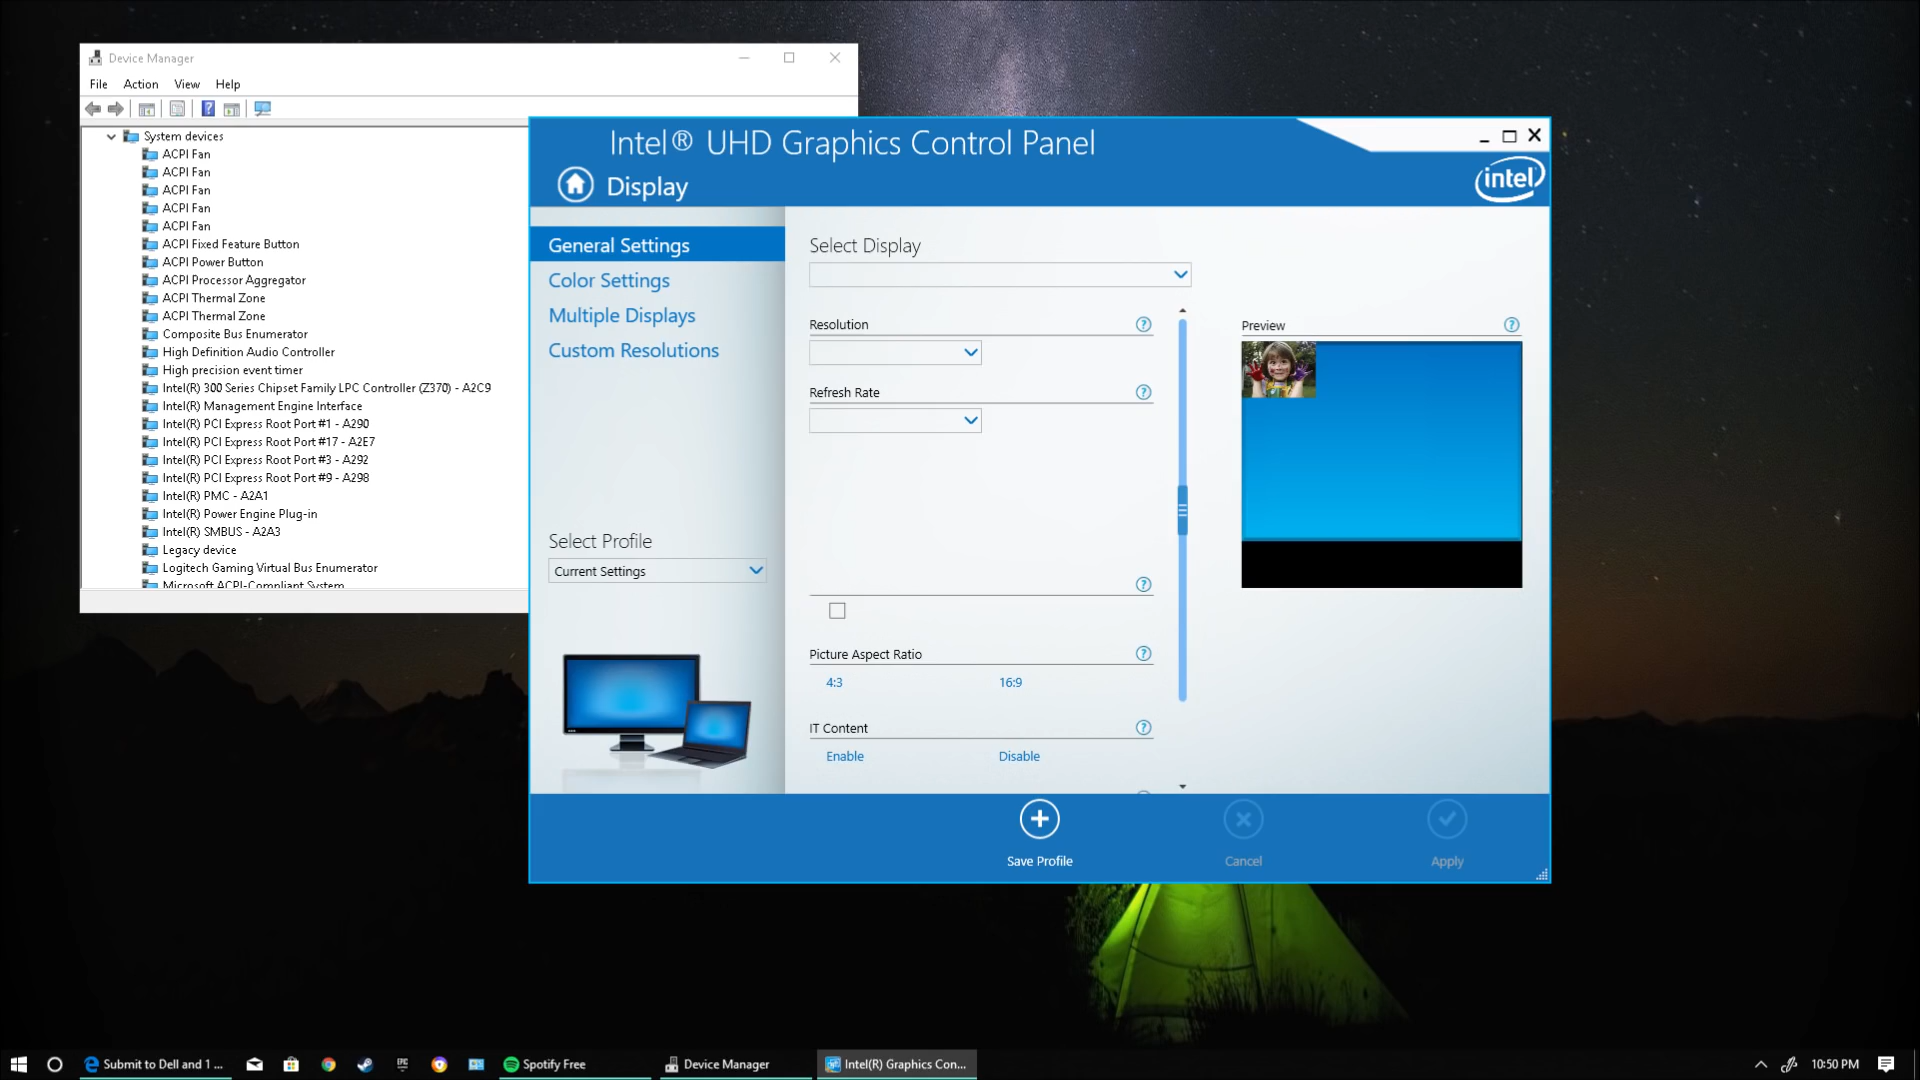 Device Manager
File Action View Help
System devices
ACPI Fan
ACPI Fan
ACPI Fan
ACPI Fan
ACPI Fan
ACPI Fixed Feature Button
ACPI Power Button
ACPI Processor Aggregator
ACPI Thermal Zone
ACPI Thermal Zone
Composite Bus Enumerator
High Definition Audio Controller
High precision event timer
Intel(R) 300 Series Chipset Family LPC Controller (Z370) - A2C9
Intel(R) Management Engine Interface
Intel(R) PCI Express Root Port #1 - A290
Intel(R) PCI Express Root Port #17 - A2E7
Intel(R) PCI Express Root Port #3 - A292
Intel(R) PCI Express Root Port #9 - A298
Intel(R) PMC - A2A1
Intel(R) Power Engine Plug-in
Intel(R) SMBUS - A2A3
Legacy device
Logitech Gaming Virtual Bus Enumerator
Microsoft ACPI-Compliant System
Intel® UHD Graphics Control Panel
Display
intel
General Settings
Color Settings
Multiple Displays
Custom Resolutions
Select Profile
Current Settings
Select Display
Resolution
Refresh Rate
Picture Aspect Ratio
4:3 16:9
IT Content
Enable Disable
Preview
Save Profile Cancel Apply
Submit to Dell and 1 ... Spotify Free Device Manager Intel(R) Graphics Con... 10:50 PM